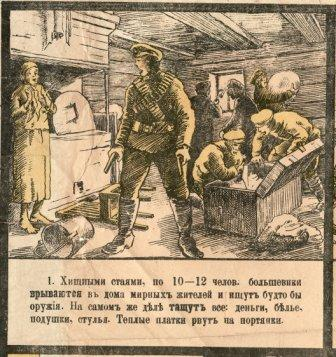 1. Хищными стаями, по 10—12 челов. большевики
врываются въ дома мирныхъ жителей и ищутъ будто бы
оружія. На самомъ же дѣлѣ тащутъ все: деньги, бѣлье,
подушки, стулья. Теплые платки рвутъ на портянки.